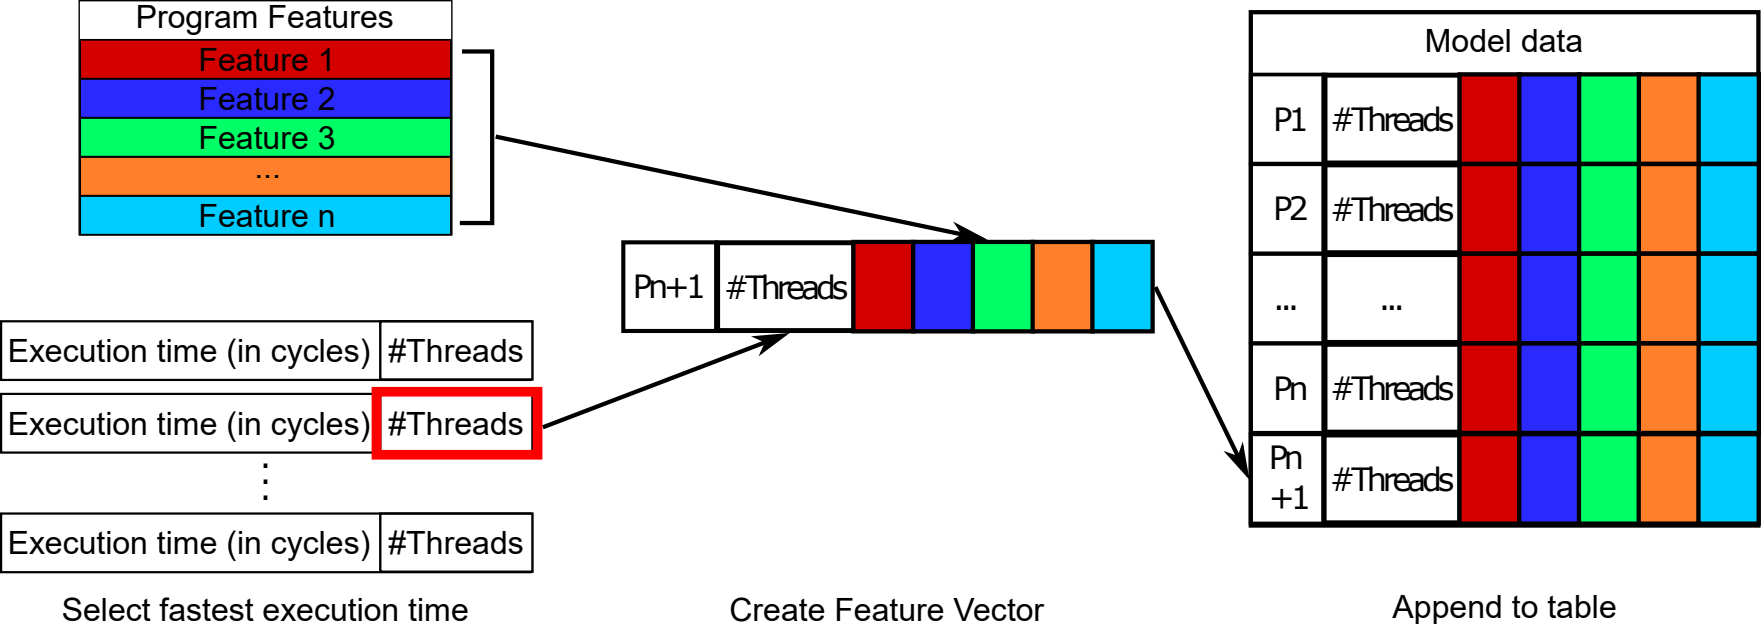 Program Features
Feature 1
Feature 2
Feature 3
...
Feature n
Execution time (in cycles) #Threads
Execution time (in cycles) #Threads
⋮
Execution time (in cycles) #Threads
Select fastest execution time
Pn+1 #Threads
Create Feature Vector
Model data
P1 #Threads
P2 #Threads
... ...
Pn #Threads
Pn
+1 #Threads
Append to table